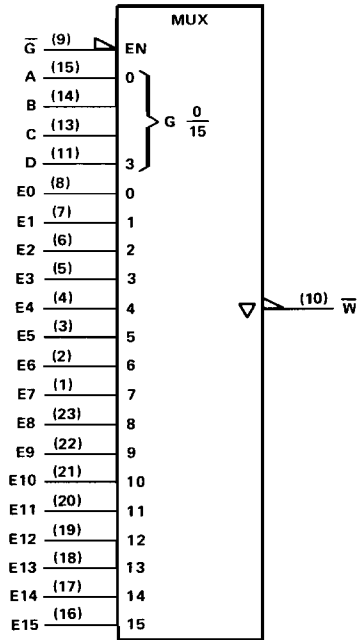 MUX
G̅ (9) EN
A (15) 0
B (14)
C (13) G 0/15
D (11) 3
E0 (8) 0
E1 (7) 1
E2 (6) 2
E3 (5) 3
E4 (4) 4 ▽ (10) W̅
E5 (3) 5
E6 (2) 6
E7 (1) 7
E8 (23) 8
E9 (22) 9
E10 (21) 10
E11 (20) 11
E12 (19) 12
E13 (18) 13
E14 (17) 14
E15 (16) 15